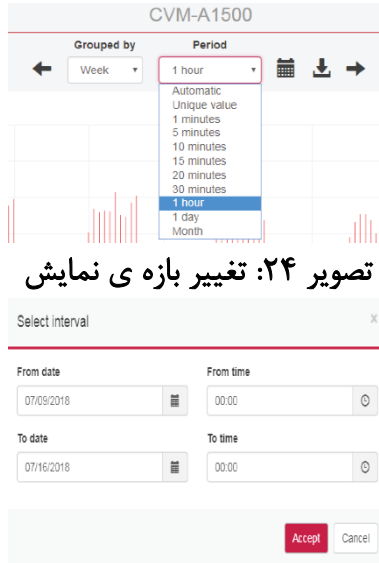 CVM-A1500
Grouped by Period
Week 1 hour
Automatic
Unique value
1 minutes
5 minutes
10 minutes
15 minutes
20 minutes
30 minutes
1 hour
1 day
Month
تصویر ۲۴: تغییر بازه ی نمایش
Select interval x
From date From time
07/09/2018 00:00
To date To time
07/16/2018 00:00
Accept Cancel